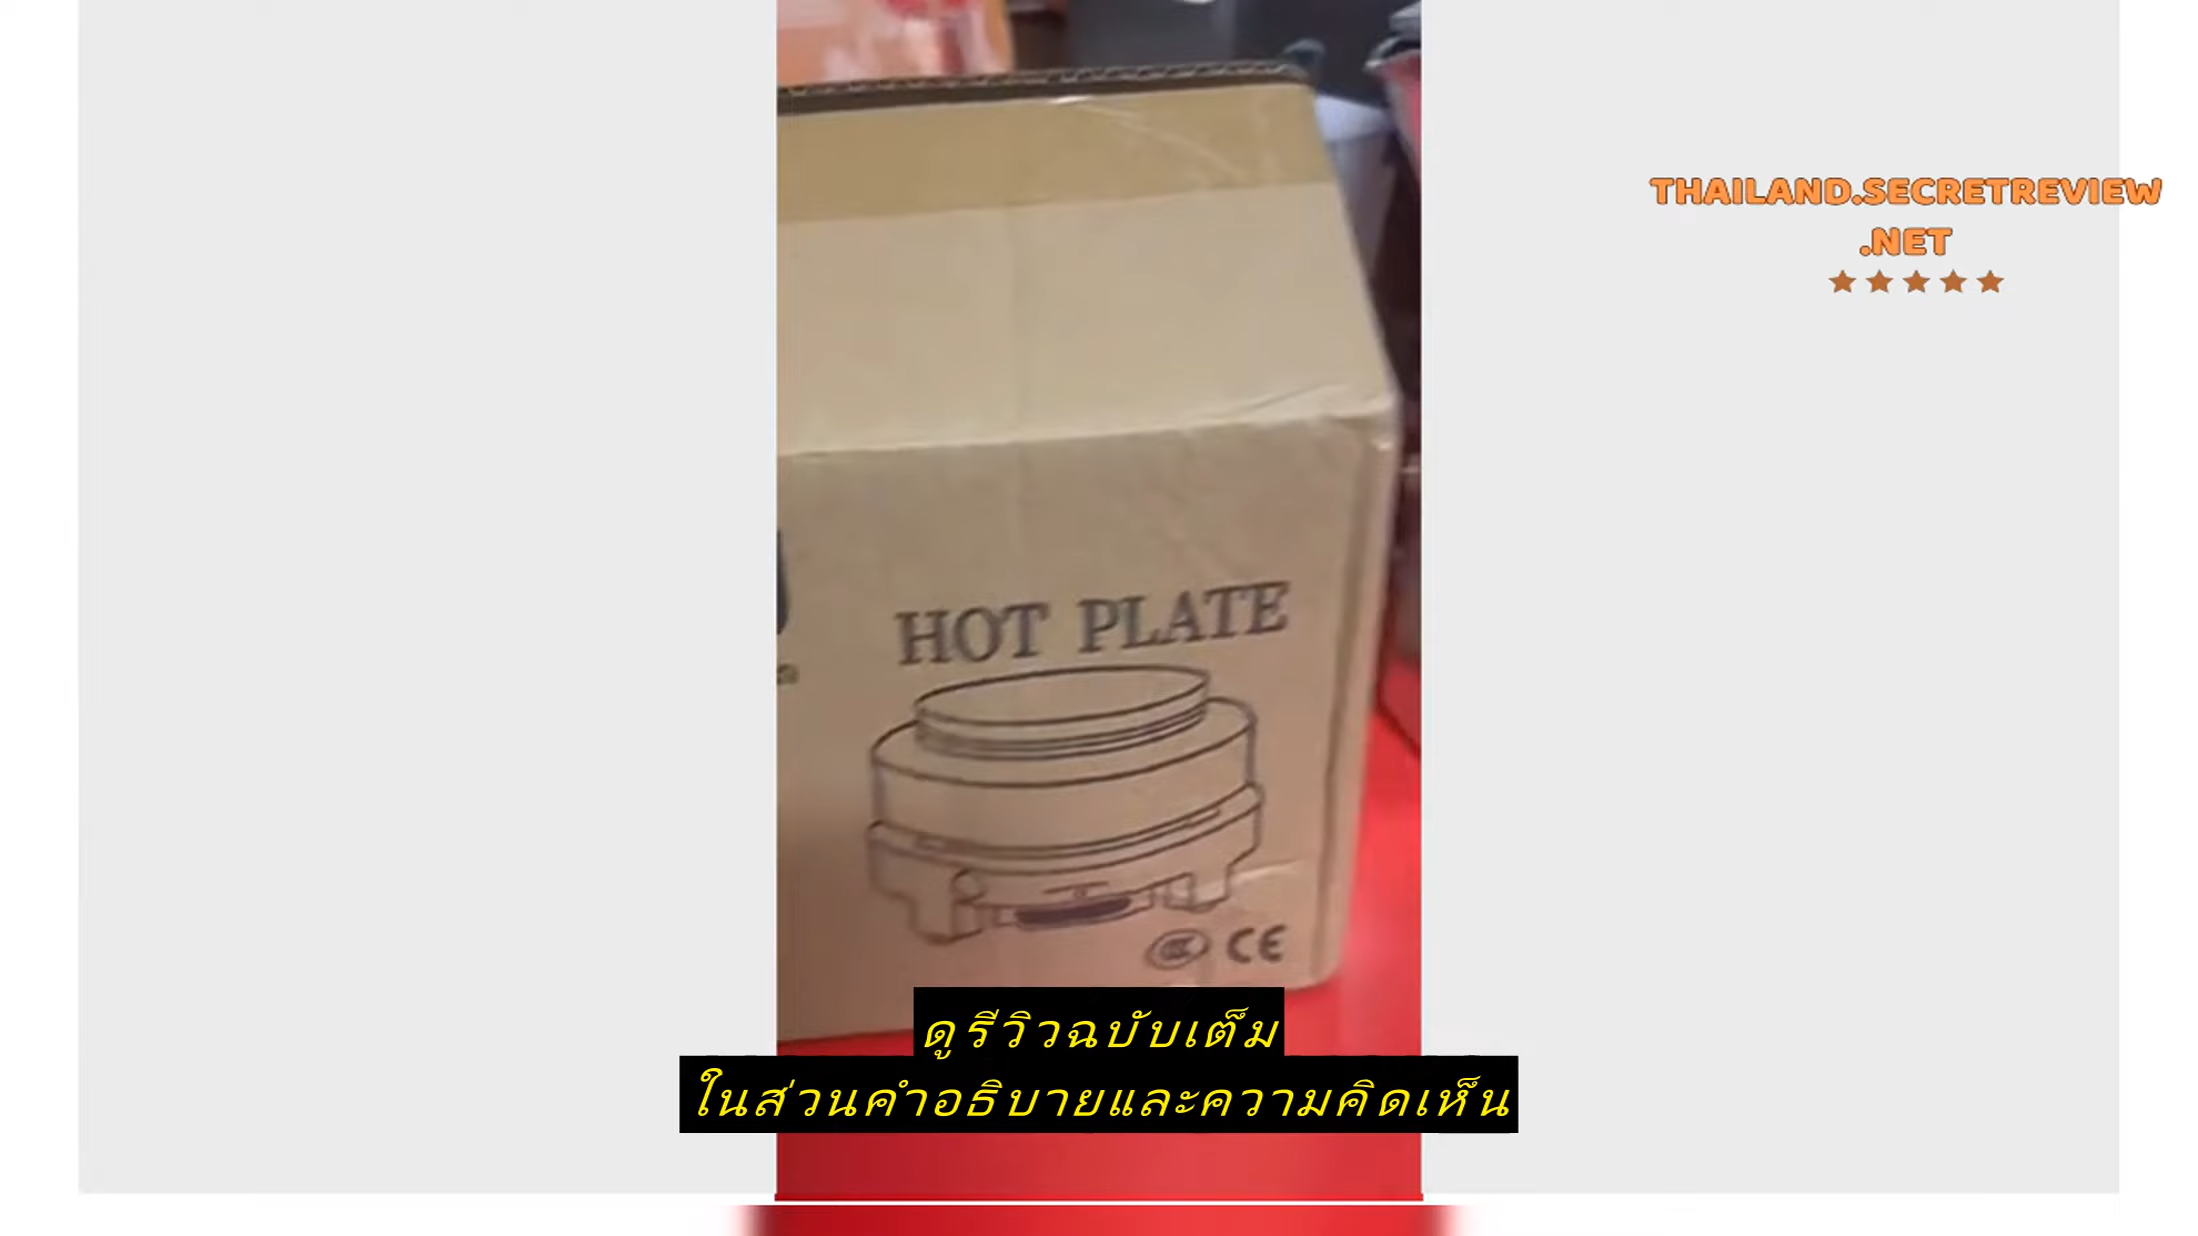 THAILAND.SECRETREVIEW
.NET
HOT PLATE
CE
ดูรีวิวฉบับเต็ม
ในส่วนคำอธิบายและความคิดเห็น